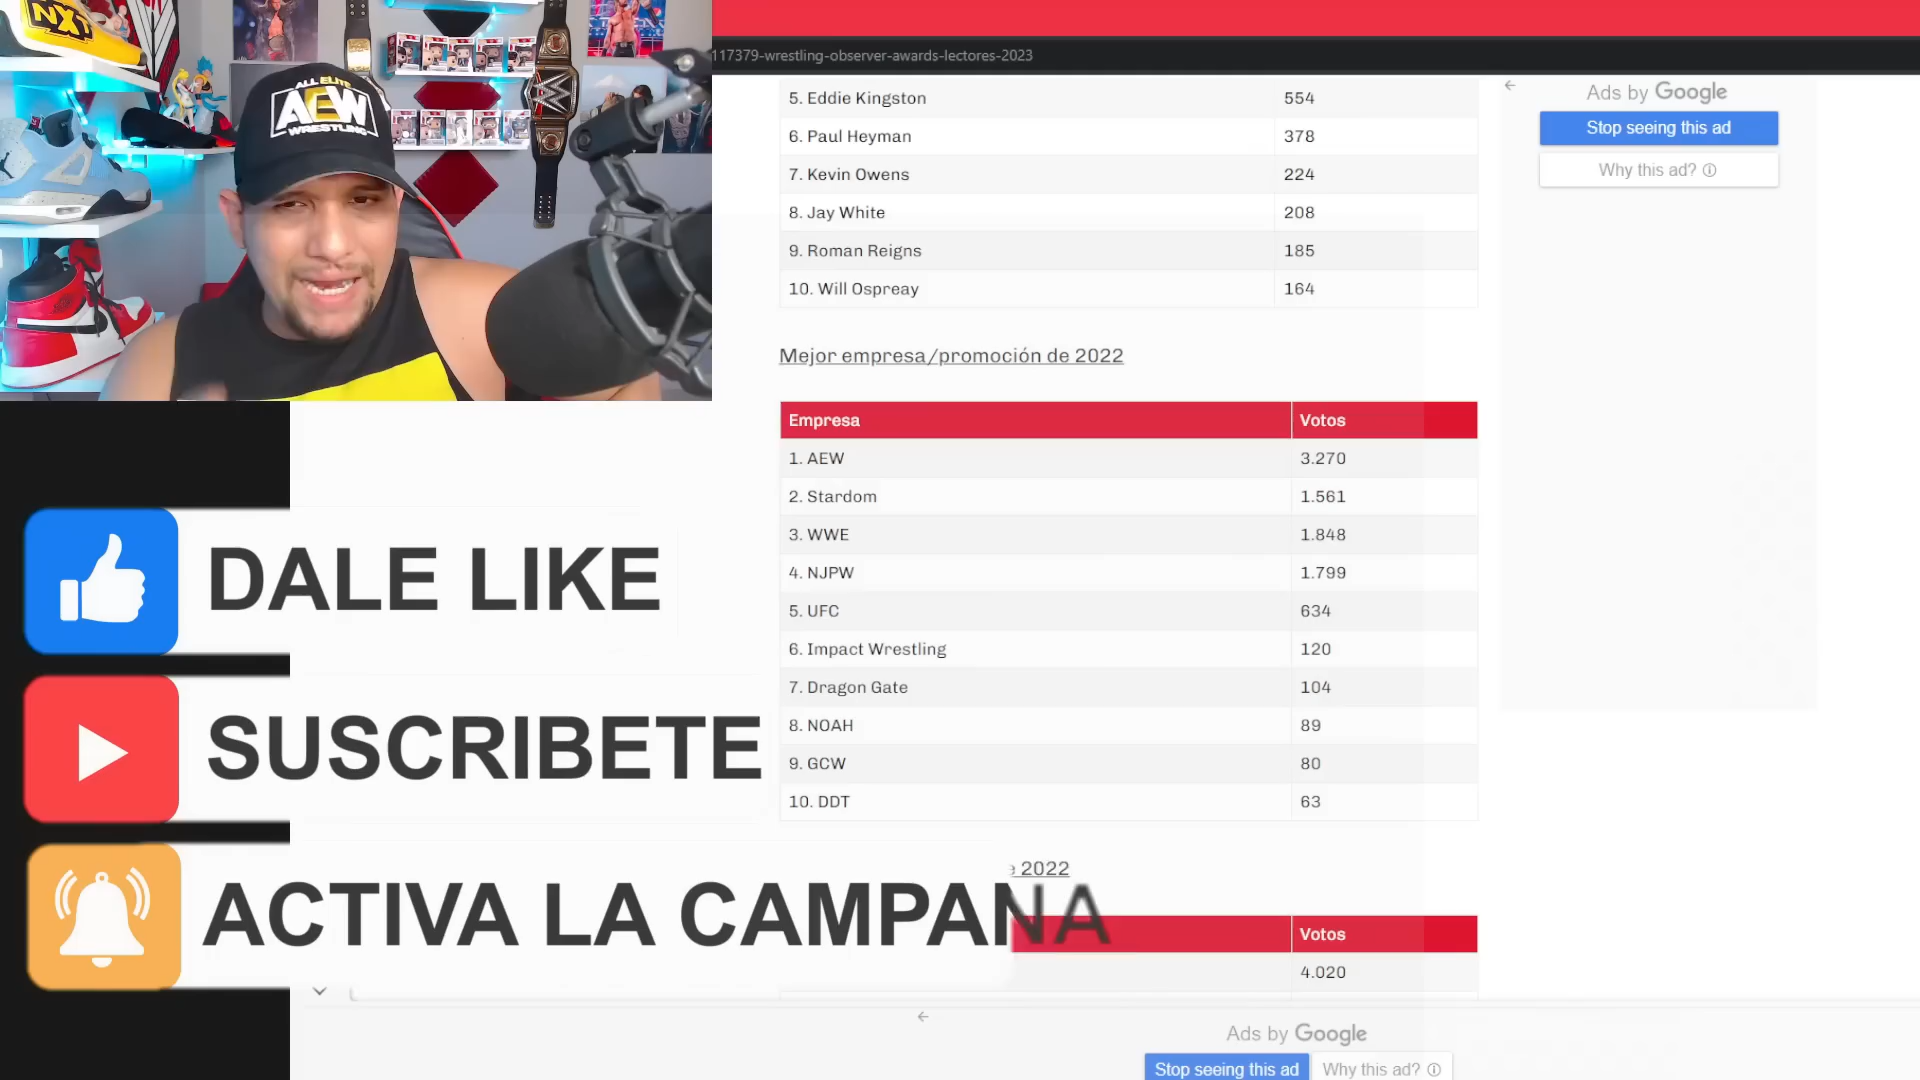 NXT
ALL ELITE
AEW
WRESTLING
117379-wrestling-observer-awards-lectores-2023
5. Eddie Kingston 554
6. Paul Heyman 378
7. Kevin Owens 224
8. Jay White 208
9. Roman Reigns 185
10. Will Ospreay 164
Mejor empresa/promoción de 2022
Empresa Votos
1. AEW 3.270
2. Stardom 1.561
3. WWE 1.848
4. NJPW 1.799
5. UFC 634
6. Impact Wrestling 120
7. Dragon Gate 104
8. NOAH 89
9. GCW 80
10. DDT 63
2022
Votos
4.020
Ads by Google
Stop seeing this ad
Why this ad?
DALE LIKE
SUSCRIBETE
ACTIVA LA CAMPANA
Ads by Google
Stop seeing this ad
Why this ad?